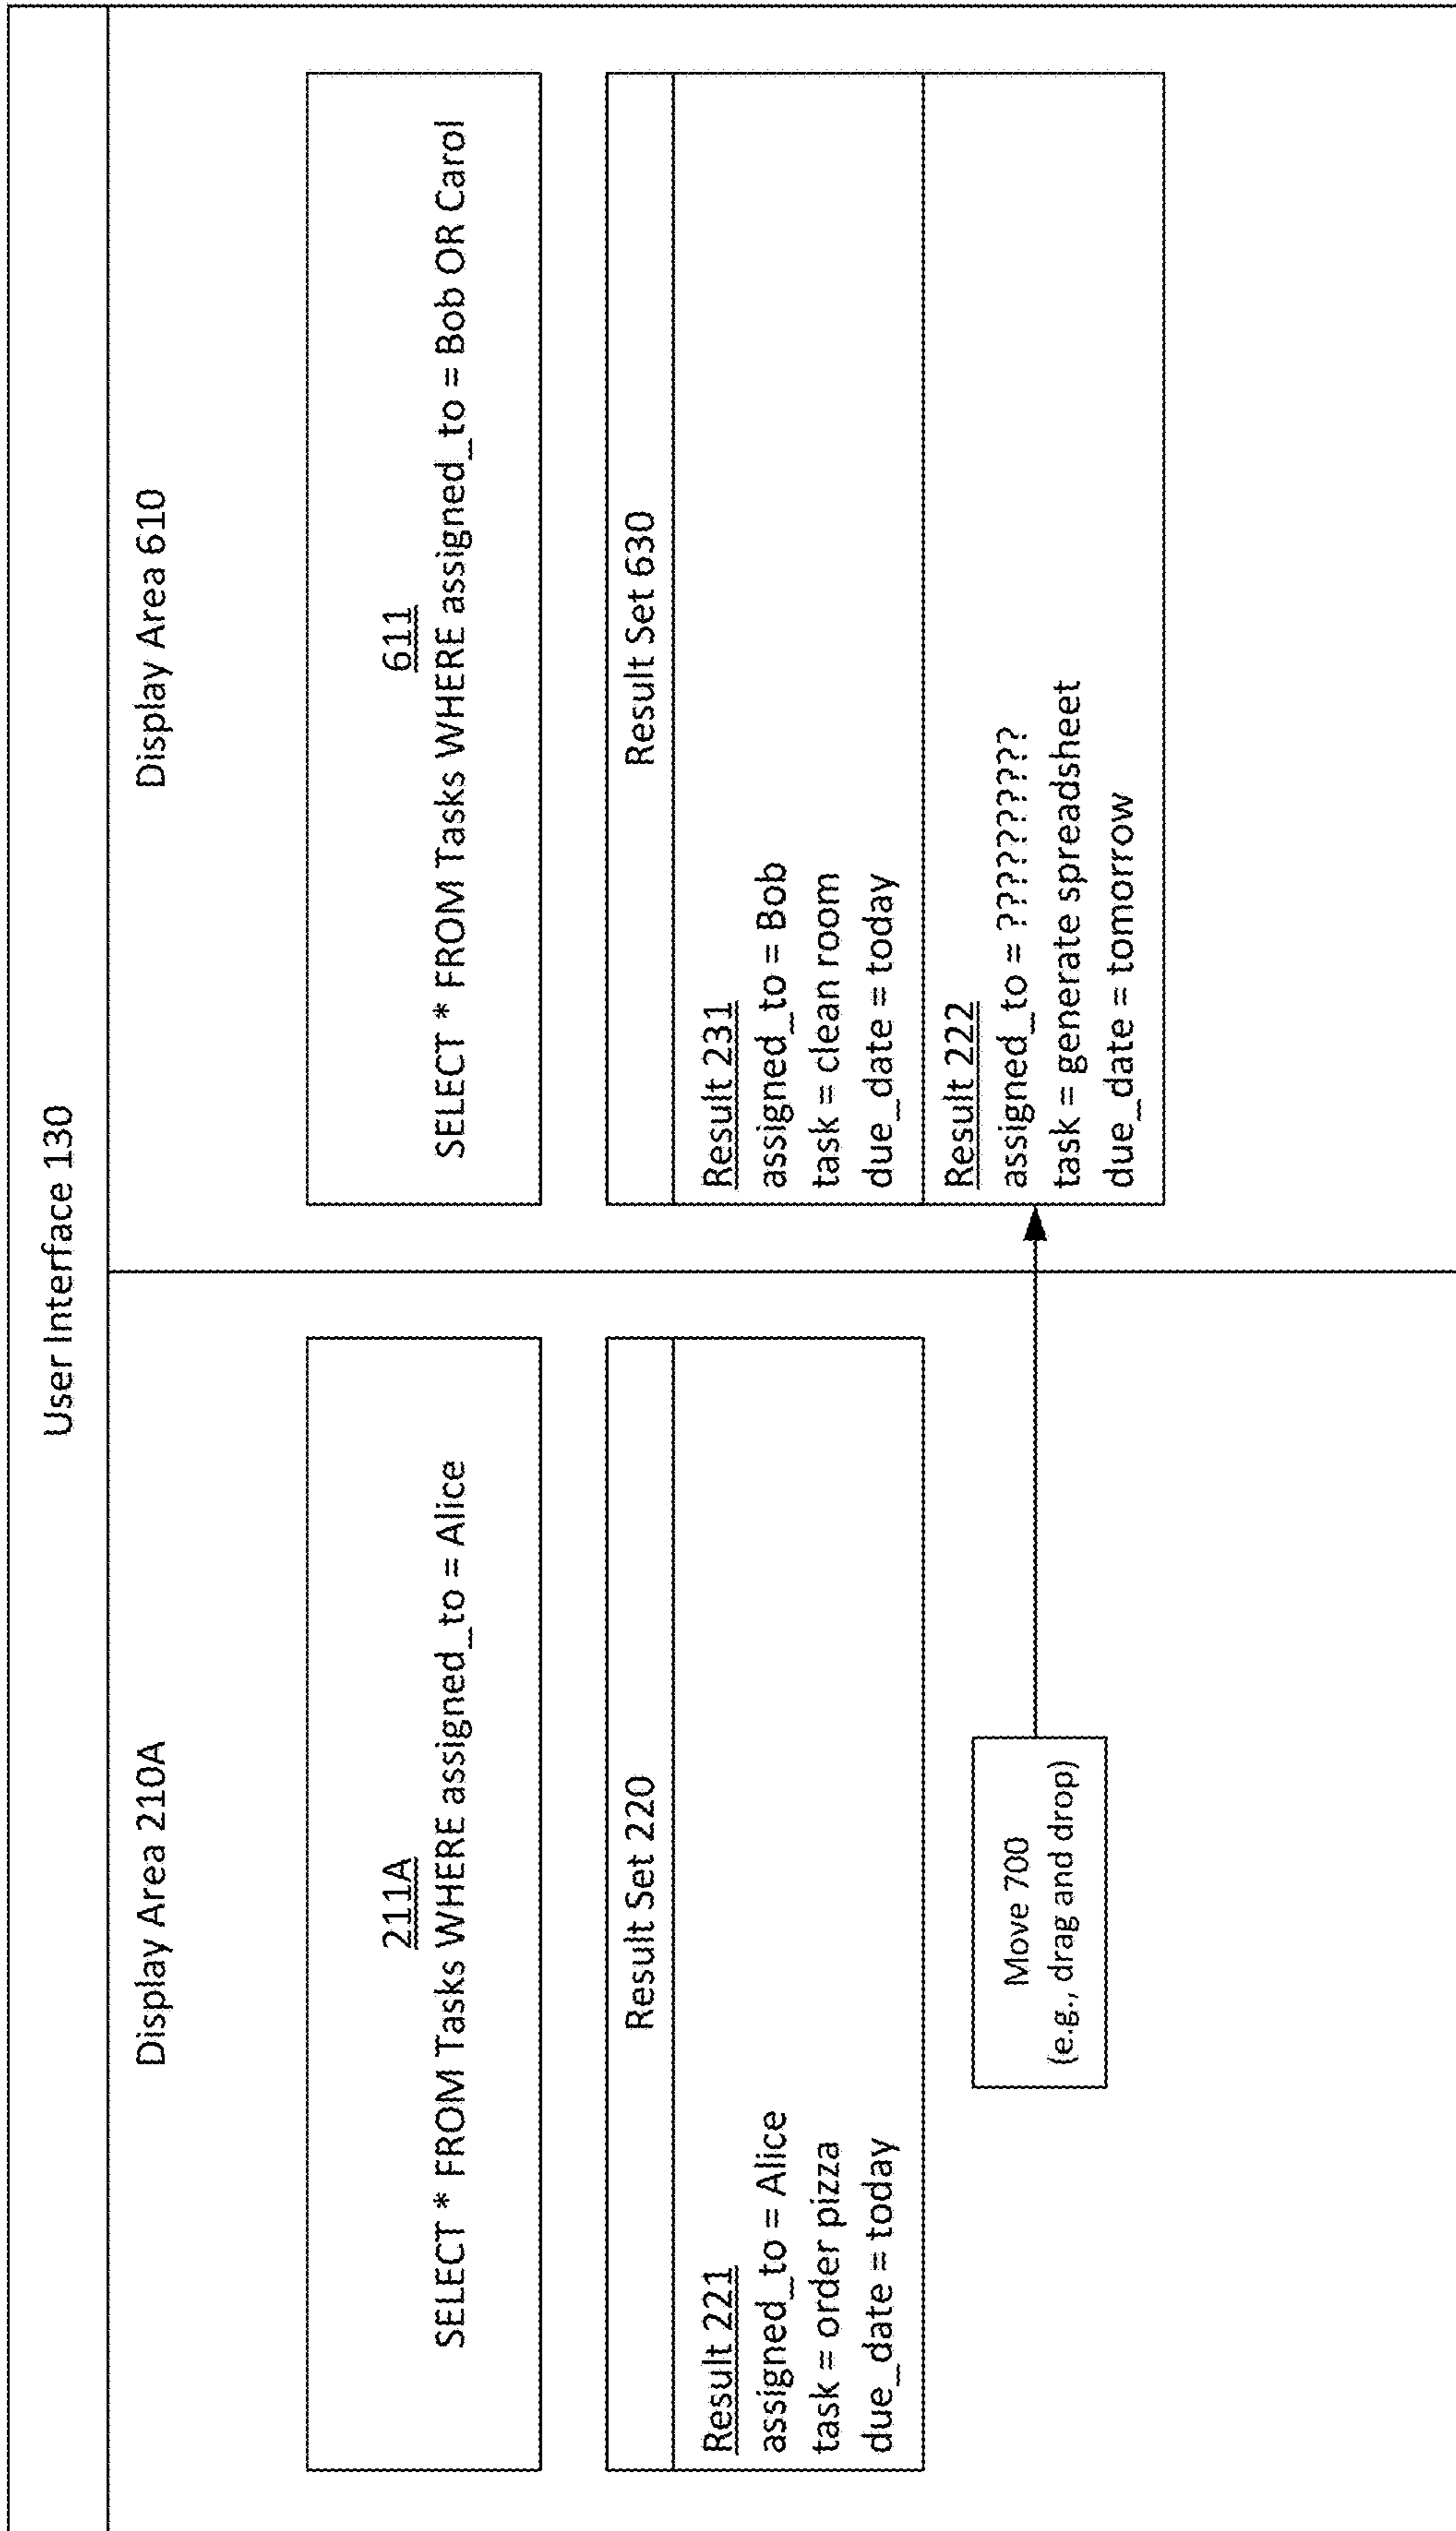 User Interface 130
Display Area 210A
211A
SELECT * FROM Tasks WHERE assigned_to = Alice
Result Set 220
Result 221
assigned_to = Alice
task = order pizza
due_date = today
Move 700
(e.g., drag and drop)
Display Area 610
611
SELECT * FROM Tasks WHERE assigned_to = Bob OR Carol
Result Set 630
Result 231
assigned_to = Bob
task = clean room
due_date = today
Result 222
assigned_to = ??????????
task = generate spreadsheet
due_date = tomorrow